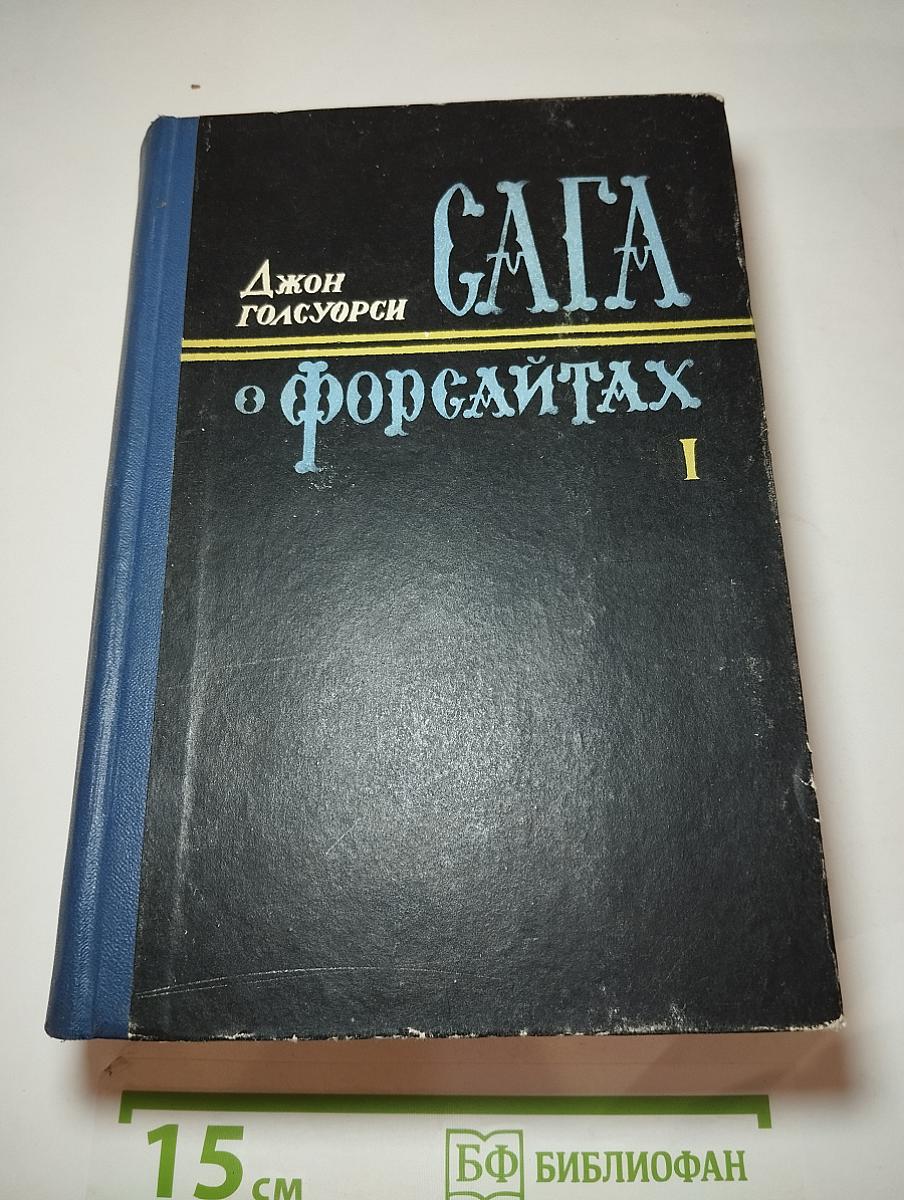 Джон
ГОЛСУОРСИ
САГА
о ФОРСАЙТАХ
I
15 см
БФ БИБЛИОФАН